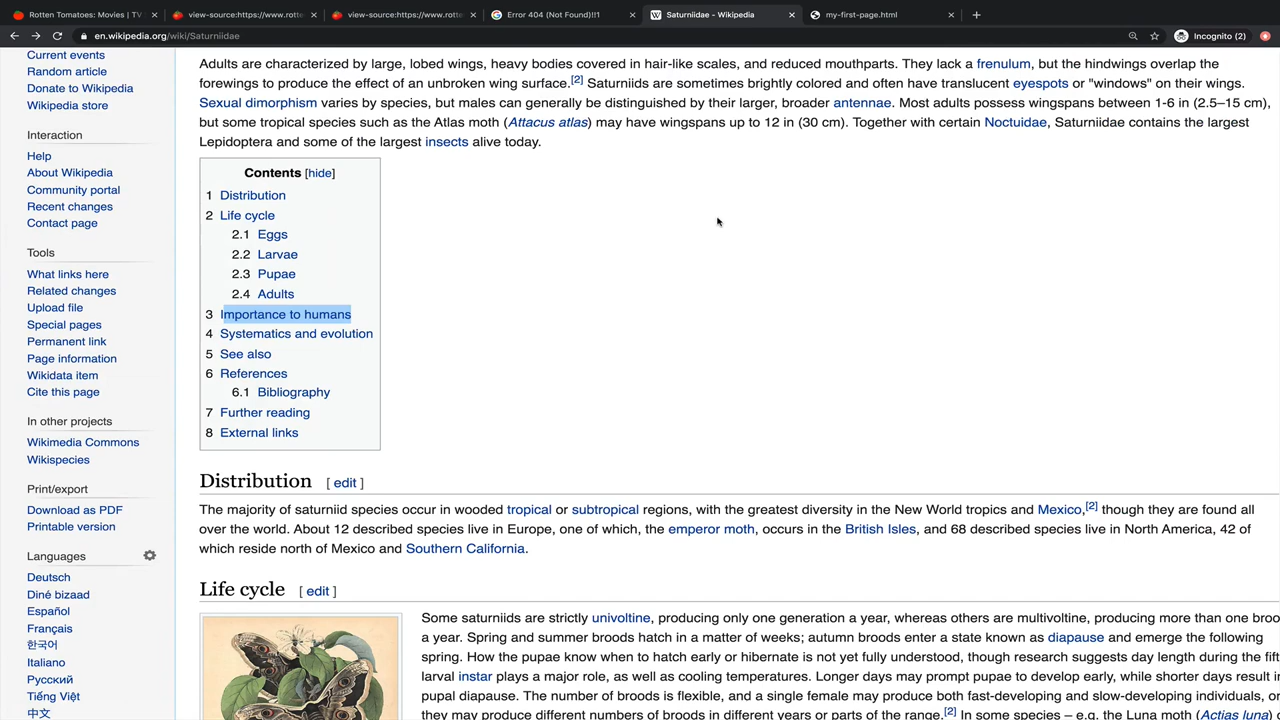 Rotten Tomatoes: Movies | TV
view-source:https://www.rotte
view-source:https://www.rotte
Error 404 (Not Found)!!1
Saturniidae - Wikipedia
my-first-page.html
en.wikipedia.org/wiki/Saturniidae
Incognito (2)
Current events
Random article
Donate to Wikipedia
Wikipedia store
Interaction
Help
About Wikipedia
Community portal
Recent changes
Contact page
Tools
What links here
Related changes
Upload file
Special pages
Permanent link
Page information
Wikidata item
Cite this page
In other projects
Wikimedia Commons
Wikispecies
Print/export
Download as PDF
Printable version
Languages
Deutsch
Diné bizaad
Español
Français
한국어
Italiano
Русский
Tiếng Việt
中文
Adults are characterized by large, lobed wings, heavy bodies covered in hair-like scales, and reduced mouthparts. They lack a frenulum, but the hindwings overlap the
forewings to produce the effect of an unbroken wing surface.[2] Saturniids are sometimes brightly colored and often have translucent eyespots or "windows" on their wings.
Sexual dimorphism varies by species, but males can generally be distinguished by their larger, broader antennae. Most adults possess wingspans between 1-6 in (2.5–15 cm),
but some tropical species such as the Atlas moth (Attacus atlas) may have wingspans up to 12 in (30 cm). Together with certain Noctuidae, Saturniidae contains the largest
Lepidoptera and some of the largest insects alive today.
Contents [hide]
1 Distribution
2 Life cycle
2.1 Eggs
2.2 Larvae
2.3 Pupae
2.4 Adults
3 Importance to humans
4 Systematics and evolution
5 See also
6 References
6.1 Bibliography
7 Further reading
8 External links
Distribution [ edit ]
The majority of saturniid species occur in wooded tropical or subtropical regions, with the greatest diversity in the New World tropics and Mexico,[2] though they are found all
over the world. About 12 described species live in Europe, one of which, the emperor moth, occurs in the British Isles, and 68 described species live in North America, 42 of
which reside north of Mexico and Southern California.
Life cycle [ edit ]
Some saturniids are strictly univoltine, producing only one generation a year, whereas others are multivoltine, producing more than one broo
a year. Spring and summer broods hatch in a matter of weeks; autumn broods enter a state known as diapause and emerge the following
spring. How the pupae know when to hatch early or hibernate is not yet fully understood, though research suggests day length during the fift
larval instar plays a major role, as well as cooling temperatures. Longer days may prompt pupae to develop early, while shorter days result i
pupal diapause. The number of broods is flexible, and a single female may produce both fast-developing and slow-developing individuals, or
they may produce different numbers of broods in different years or parts of the range.[2] In some species – e.g. the Luna moth (Actias luna)